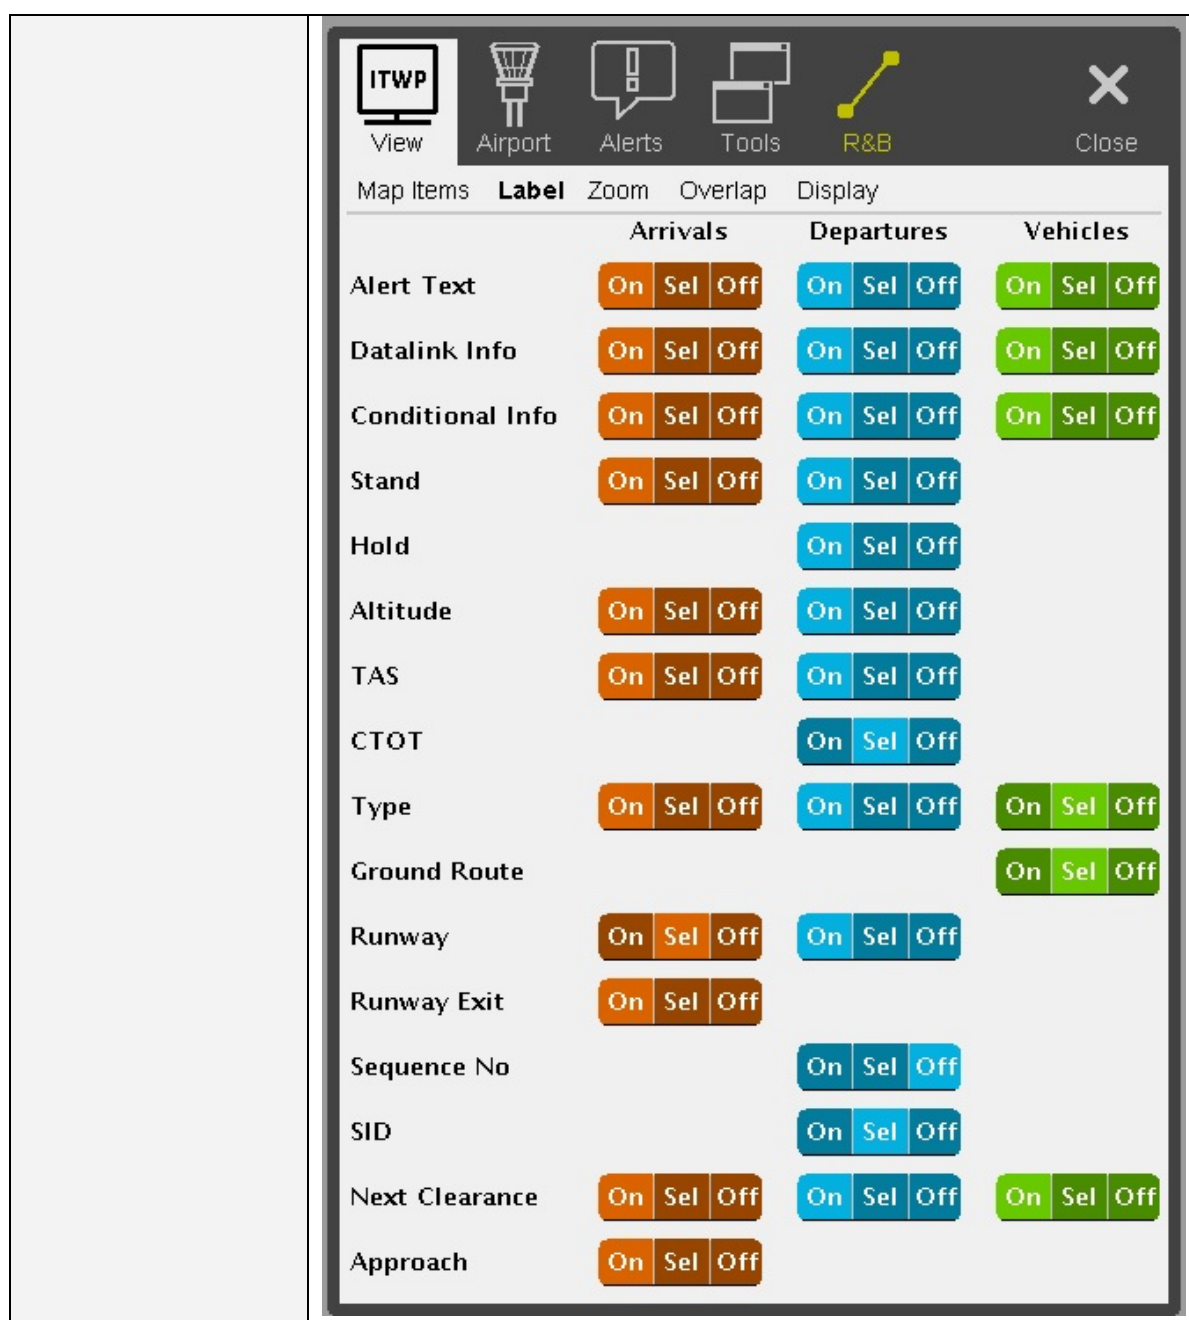 ITWP
View Airport Alerts Tools R&B Close
Map Items Label Zoom Overlap Display
Arrivals Departures Vehicles
Alert Text On Sel Off On Sel Off On Sel Off
Datalink Info On Sel Off On Sel Off On Sel Off
Conditional Info On Sel Off On Sel Off On Sel Off
Stand On Sel Off On Sel Off
Hold On Sel Off
Altitude On Sel Off On Sel Off
TAS On Sel Off On Sel Off
CTOT On Sel Off
Type On Sel Off On Sel Off On Sel Off
Ground Route On Sel Off
Runway On Sel Off On Sel Off
Runway Exit On Sel Off
Sequence No On Sel Off
SID On Sel Off
Next Clearance On Sel Off On Sel Off On Sel Off
Approach On Sel Off